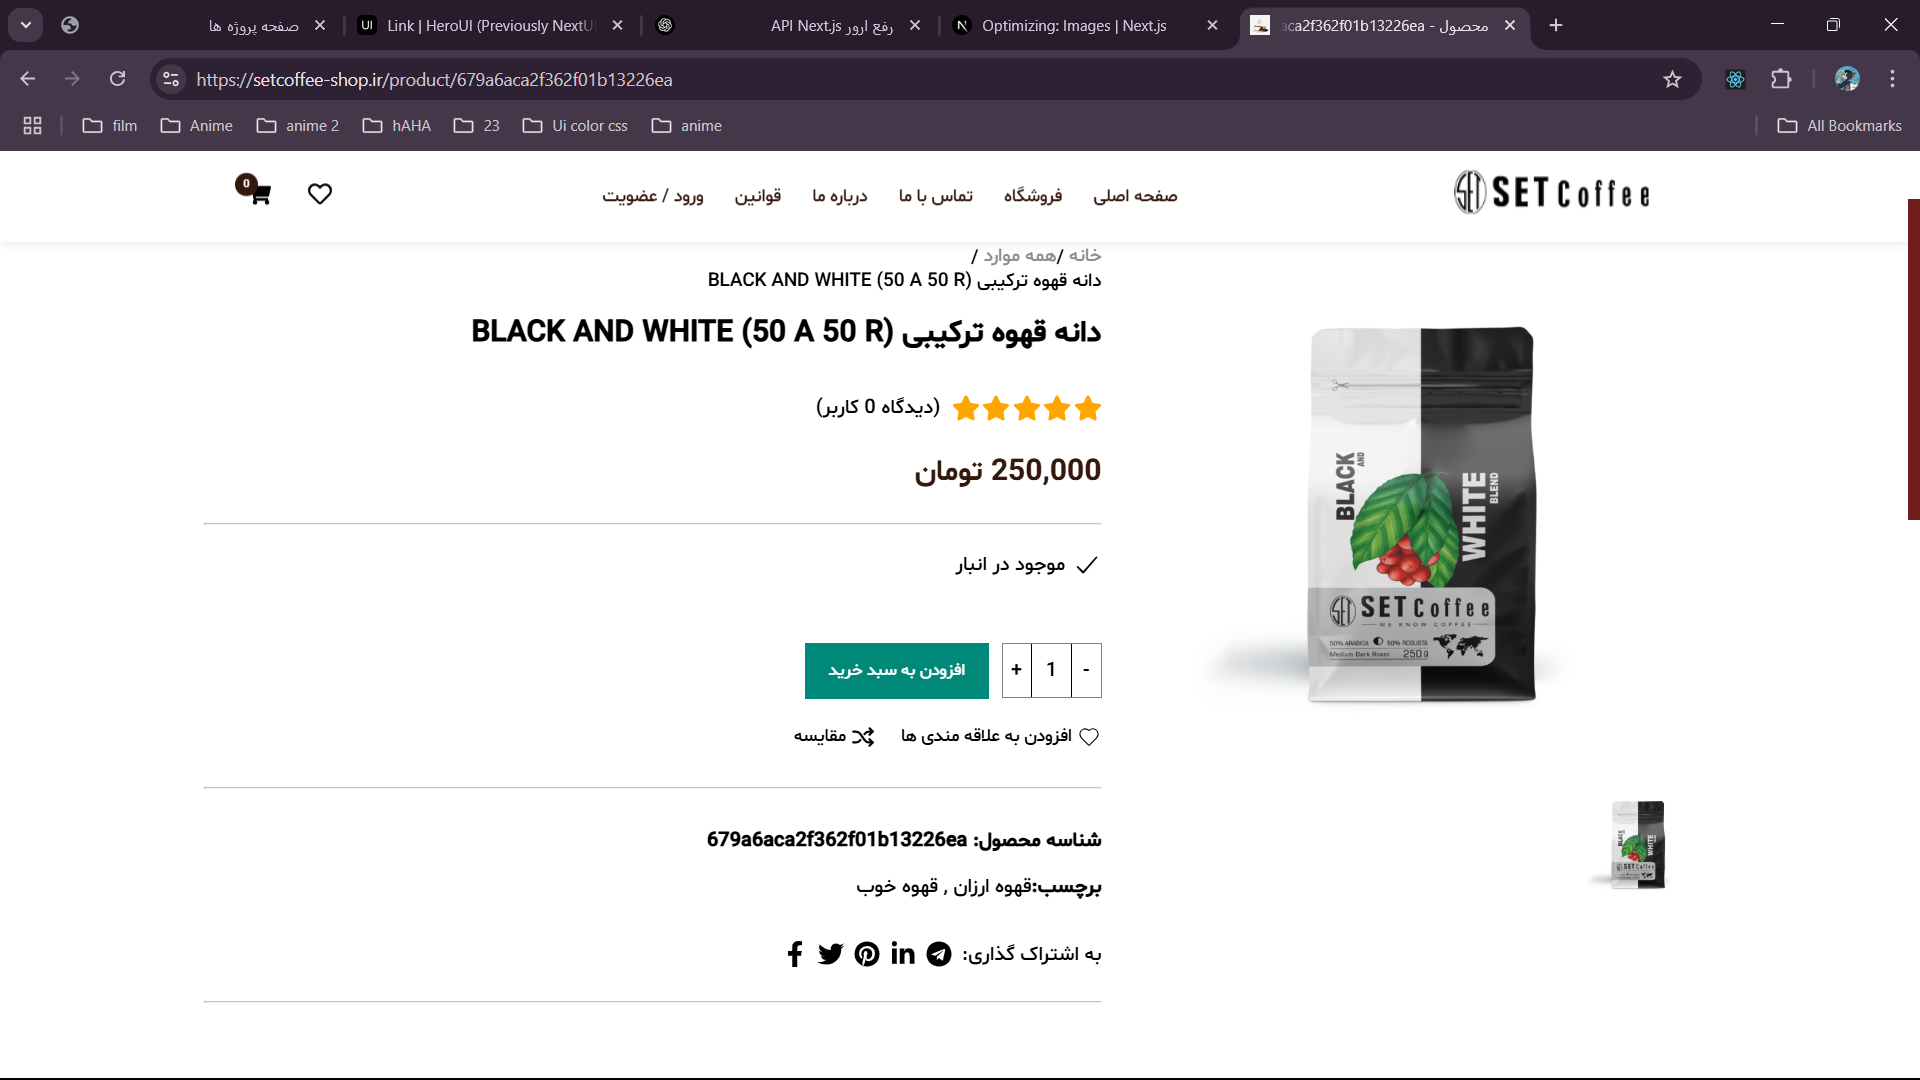 صفحه پروژه ها
Link | HeroUI (Previously NextU
رفع ارور API Next.js
Optimizing: Images | Next.js
محصول - aca2f362f01b13226ea
https://setcoffee-shop.ir/product/679a6aca2f362f01b13226ea
film
Anime
anime 2
hAHA
23
Ui color css
anime
All Bookmarks
SET Coffee
صفحه اصلی
فروشگاه
تماس با ما
درباره ما
قوانین
ورود / عضویت
0
خانه /همه موارد /
دانه قهوه ترکیبی BLACK AND WHITE (50 A 50 R)
دانه قهوه ترکیبی BLACK AND WHITE (50 A 50 R)
(دیدگاه 0 کاربر)
250,000 تومان
موجود در انبار
- 1 +
افزودن به سبد خرید
افزودن به علاقه مندی ها
مقایسه
شناسه محصول: 679a6aca2f362f01b13226ea
برچسب:قهوه ارزان , قهوه خوب
به اشتراک گذاری:
BLACK AND
WHITE BLEND
SET SET Coffee
WE KNOW COFFEE
50% ARABICA 50% ROBUSTA
Medium Dark Roast 250 g
BLACK
WHITE
SET Coffee